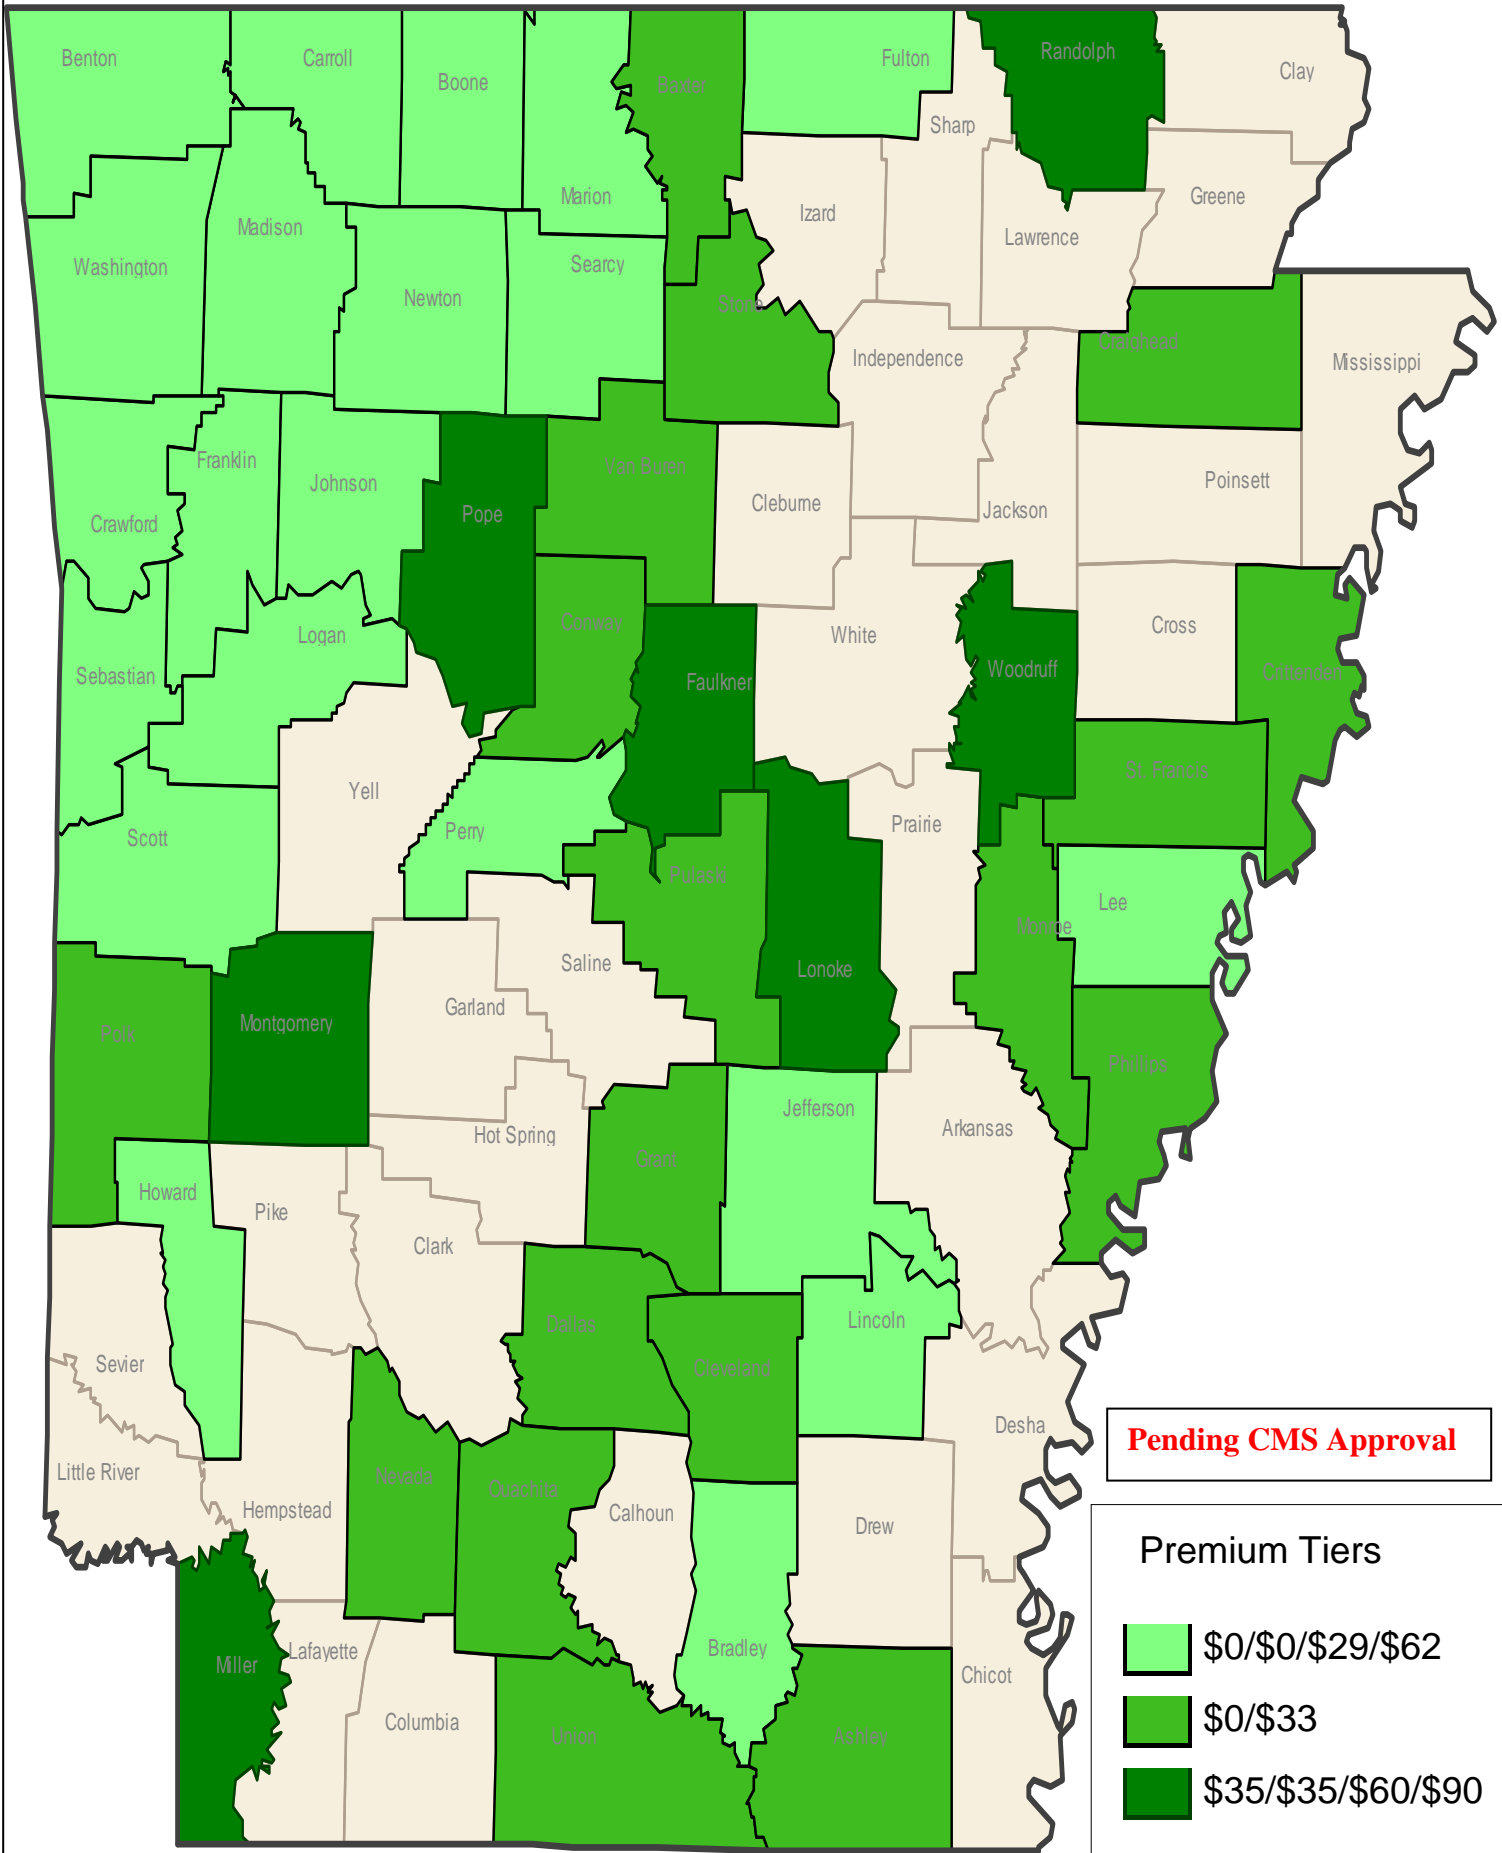 Benton
Carroll
Boone
Baxter
Fulton
Randolph
Clay
Sharp
Marion
Izard
Greene
Madison
Lawrence
Washington
Searcy
Newton
Stone
Craighead
Independence
Mississippi
Franklin
Johnson
Van Buren
Poinsett
Cleburne
Pope
Jackson
Crawford
Conway
Logan
White
Cross
Sebastian
Faulkner
Woodruff
Crittenden
St. Francis
Yell
Scott
Perry
Prairie
Pulaski
Lee
Monroe
Saline
Lonoke
Garland
Montgomery
Polk
Phillips
Jefferson
Hot Spring
Arkansas
Grant
Howard
Pike
Clark
Dallas
Lincoln
Sevier
Cleveland
Desha
Pending CMS Approval
Little River
Nevada
Ouachita
Hempstead
Calhoun
Drew
Premium Tiers
Bradley
$0/$0/$29/$62
Lafayette
Miller
Chicot
Columbia
$0/$33
Union
Ashley
$35/$35/$60/$90